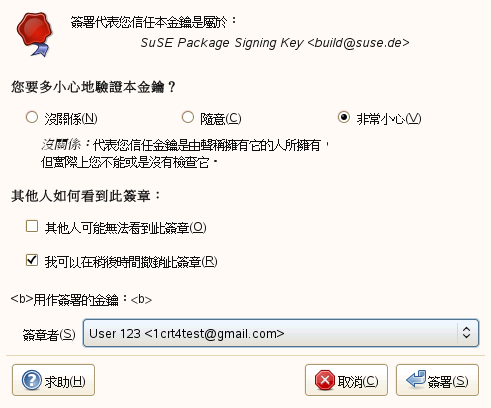 簽署代表您信任本金鑰是屬於：
SuSE Package Signing Key <build@suse.de>
您要多小心地驗證本金鑰？
沒關係(N) 隨意(C) 非常小心(V)
沒關係：代表您信任金鑰是由聲稱擁有它的人所擁有，
但實際上您不能或是沒有檢查它。
其他人如何看到此簽章：
其他人可能無法看到此簽章(O)
我可以在稍後時間撤銷此簽章(R)
<b>用作簽署的金鑰：<b>
簽章者(S) User 123 <1crt4test@gmail.com>
求助(H) 取消(C) 簽署(S)